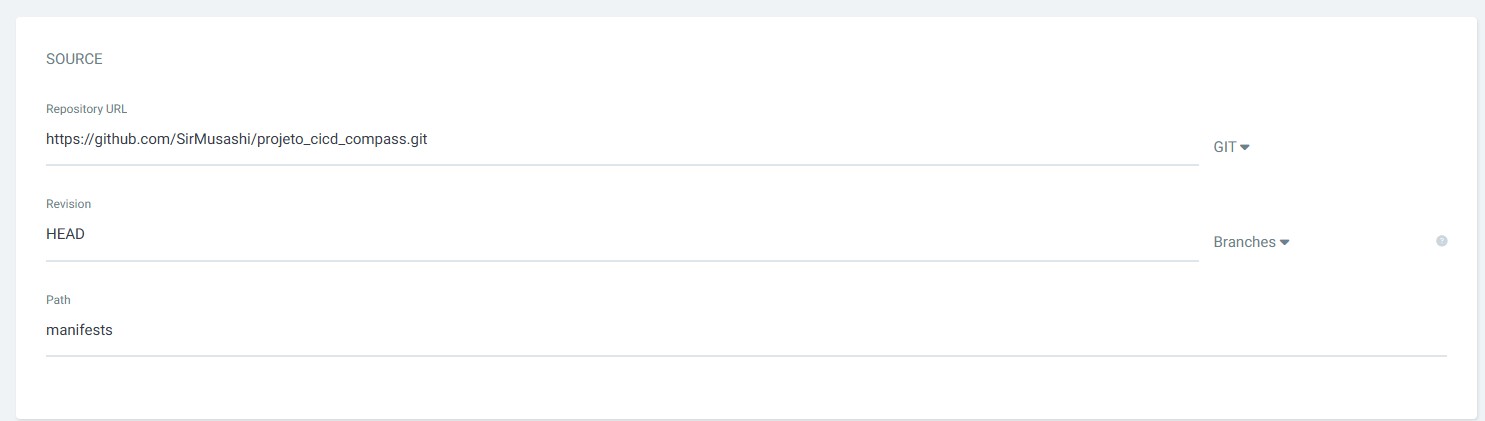 SOURCE
Repository URL
https://github.com/SirMusashi/projeto_cicd_compass.git
GIT
Revision
HEAD
Branches
?
Path
manifests